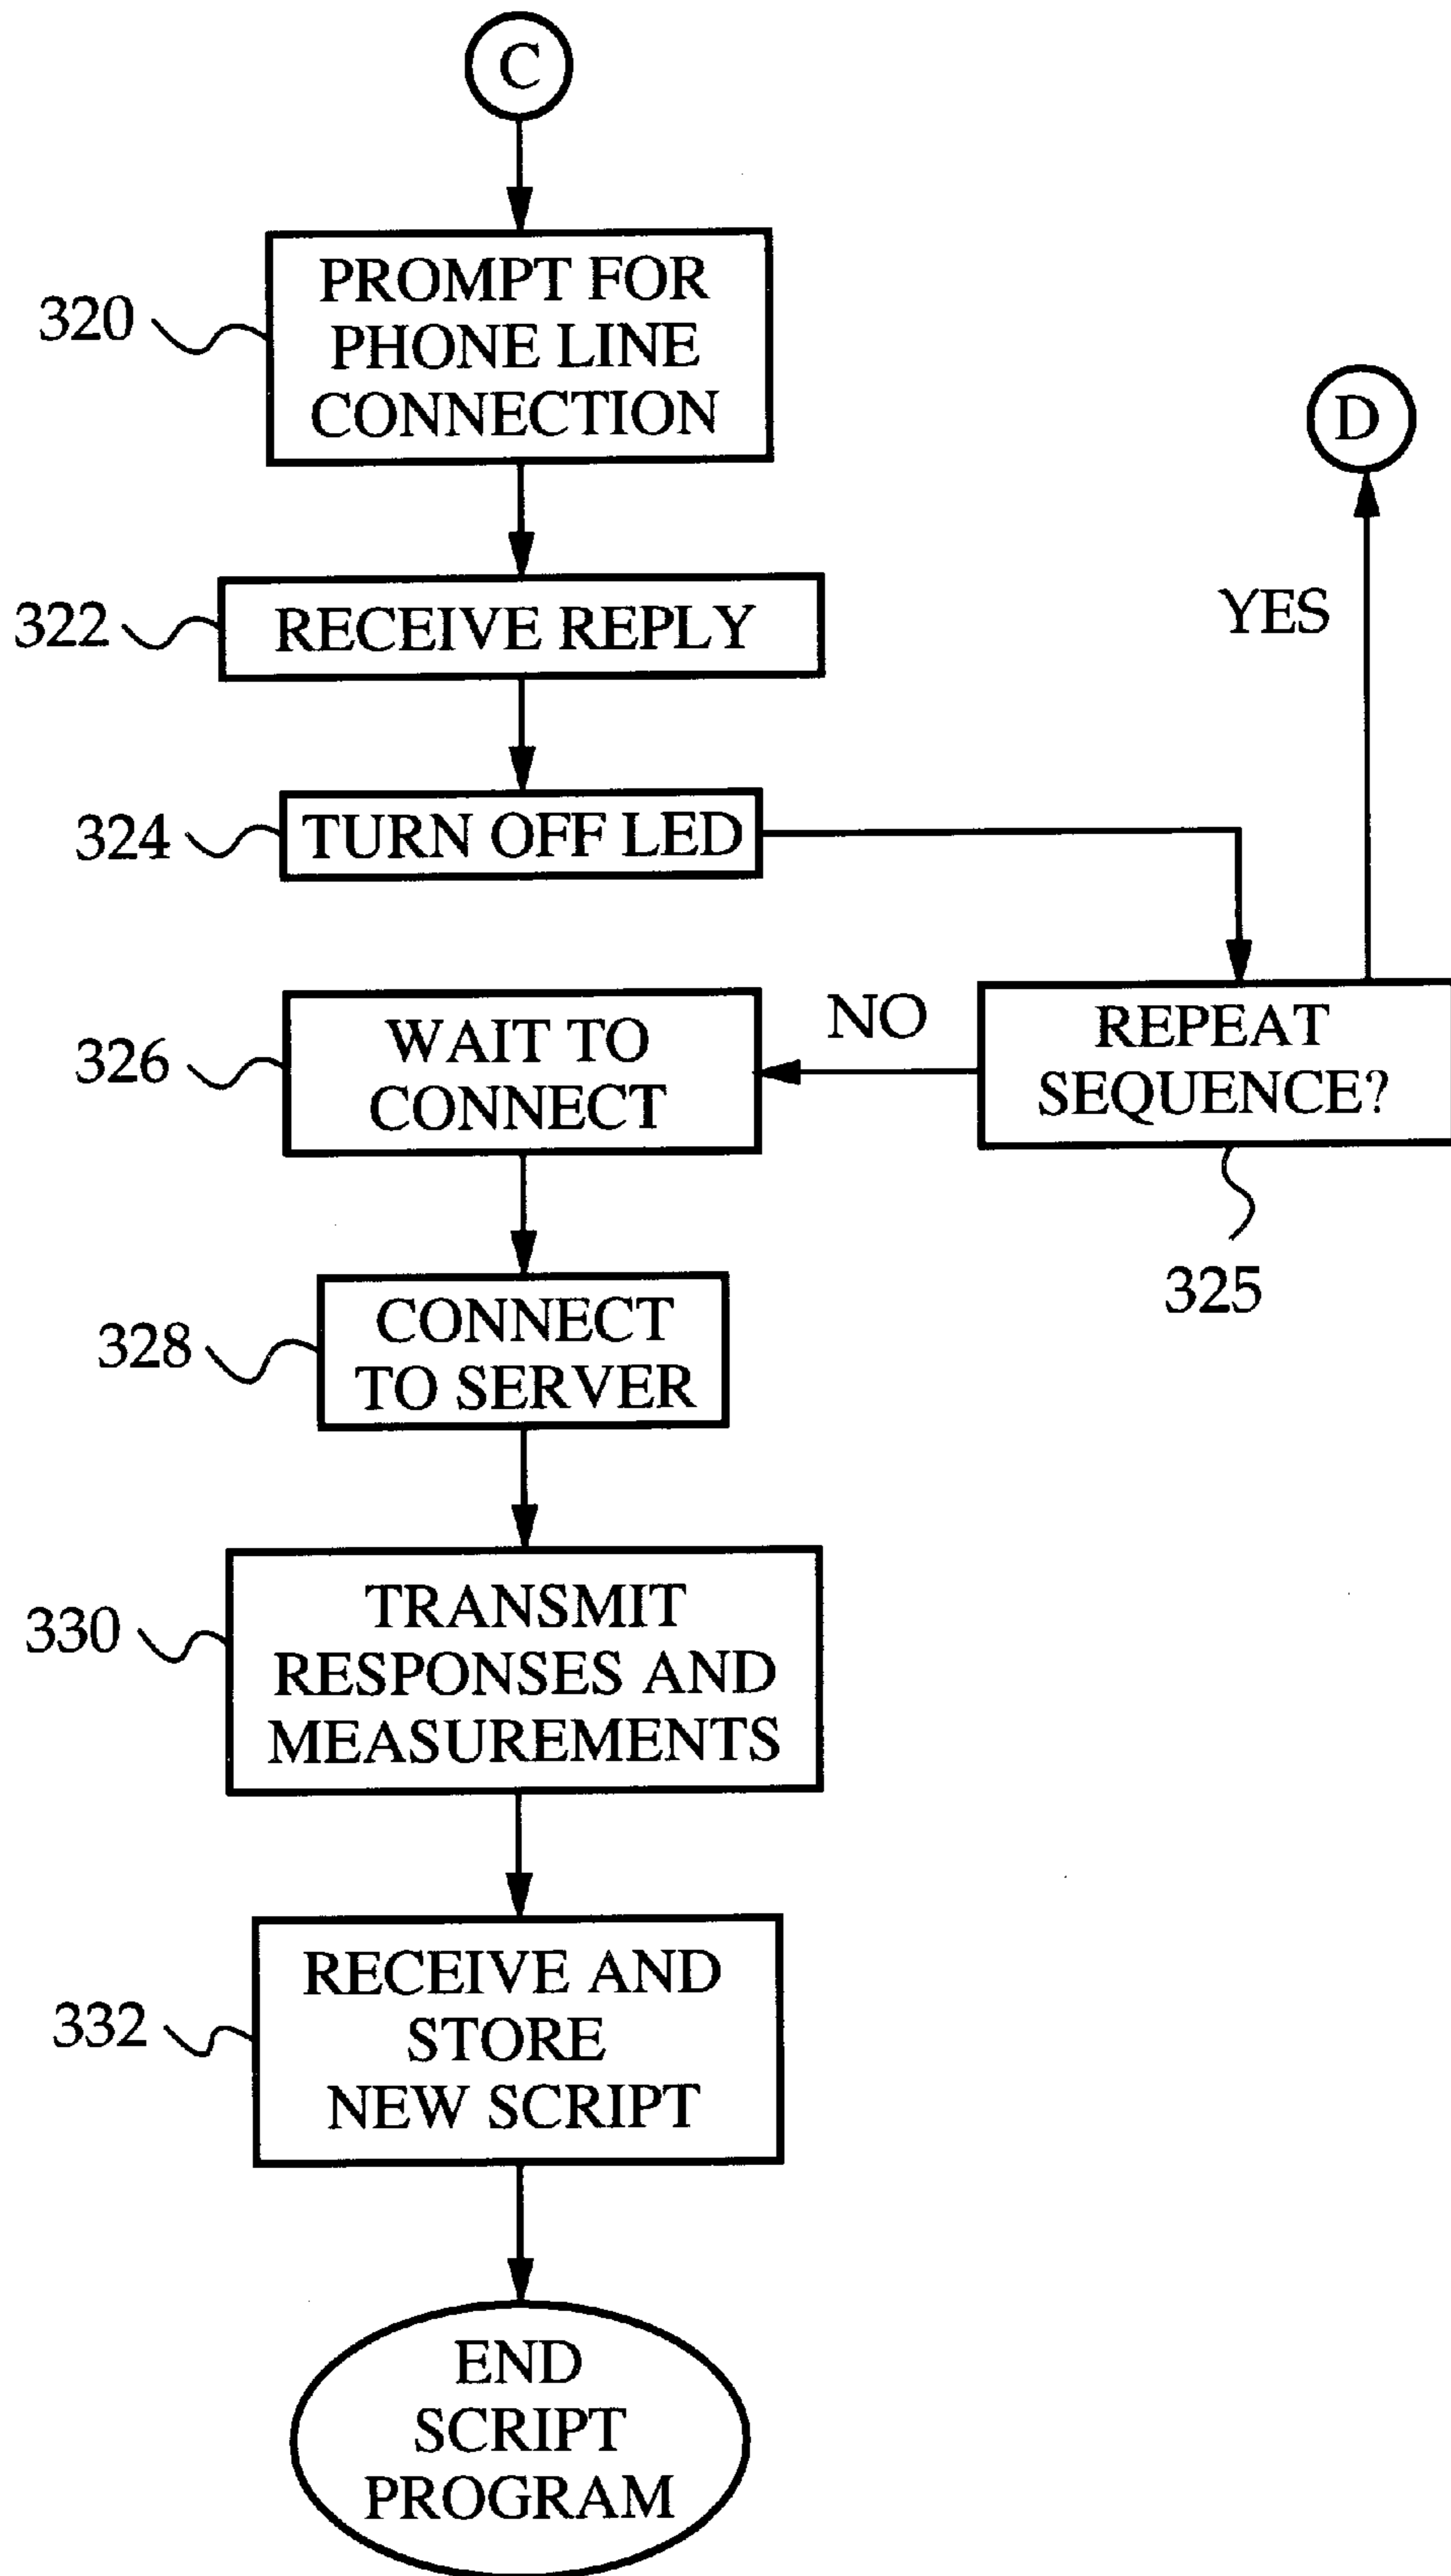 C
320
PROMPT FOR
PHONE LINE
CONNECTION
D
322
RECEIVE REPLY
YES
324
TURN OFF LED
326
WAIT TO
CONNECT
NO
REPEAT
SEQUENCE?
325
328
CONNECT
TO SERVER
330
TRANSMIT
RESPONSES AND
MEASUREMENTS
332
RECEIVE AND
STORE
NEW SCRIPT
END
SCRIPT
PROGRAM